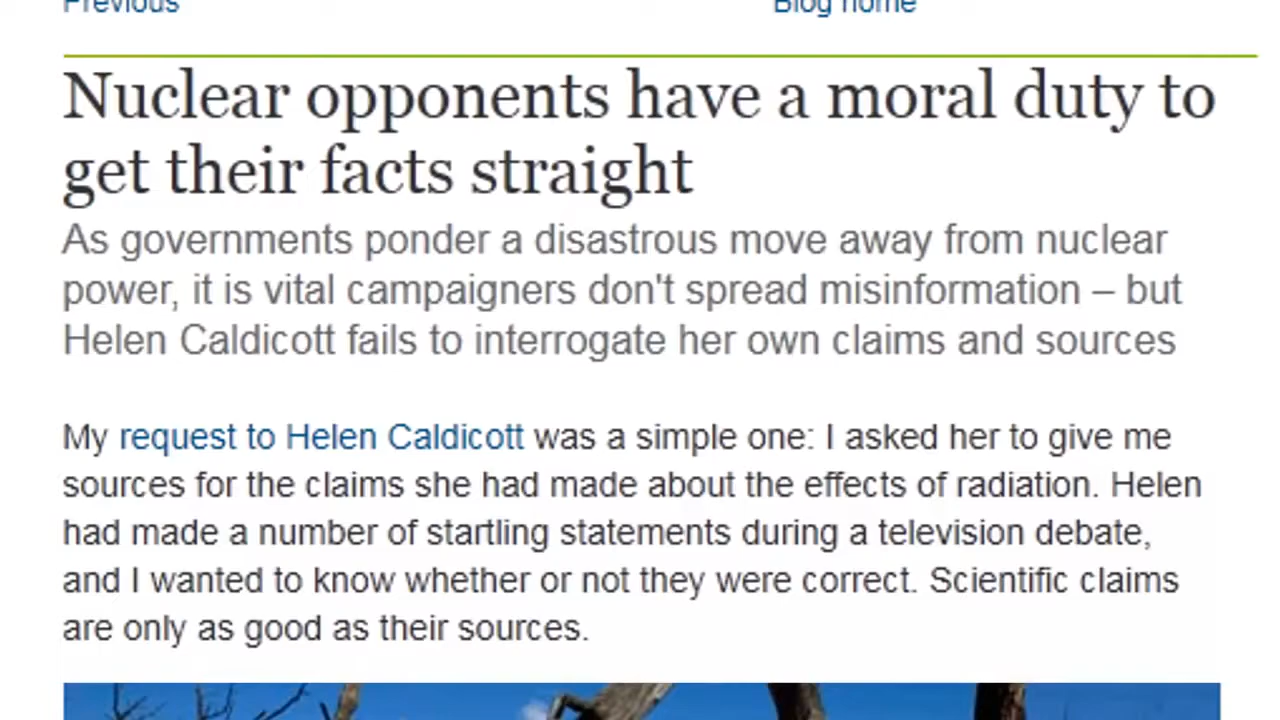 Previous
Blog home
Nuclear opponents have a moral duty to
get their facts straight
As governments ponder a disastrous move away from nuclear
power, it is vital campaigners don't spread misinformation – but
Helen Caldicott fails to interrogate her own claims and sources
My request to Helen Caldicott was a simple one: I asked her to give me
sources for the claims she had made about the effects of radiation. Helen
had made a number of startling statements during a television debate,
and I wanted to know whether or not they were correct. Scientific claims
are only as good as their sources.